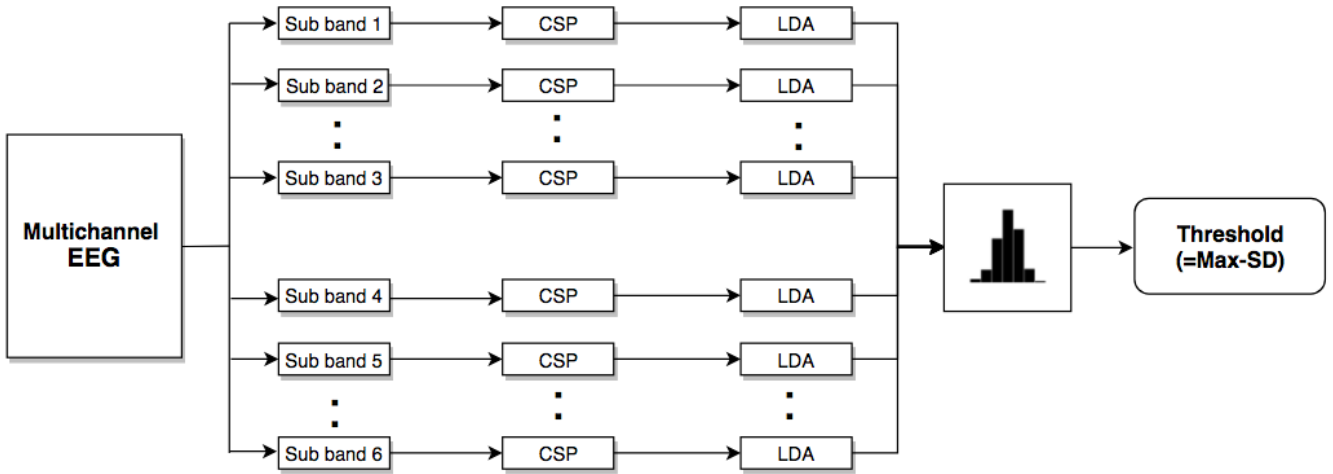 Sub band 1
CSP
LDA
Sub band 2
CSP
LDA
Sub band 3
CSP
LDA
Multichannel
EEG
Threshold
(=Max-SD)
Sub band 4
CSP
LDA
Sub band 5
CSP
LDA
Sub band 6
CSP
LDA